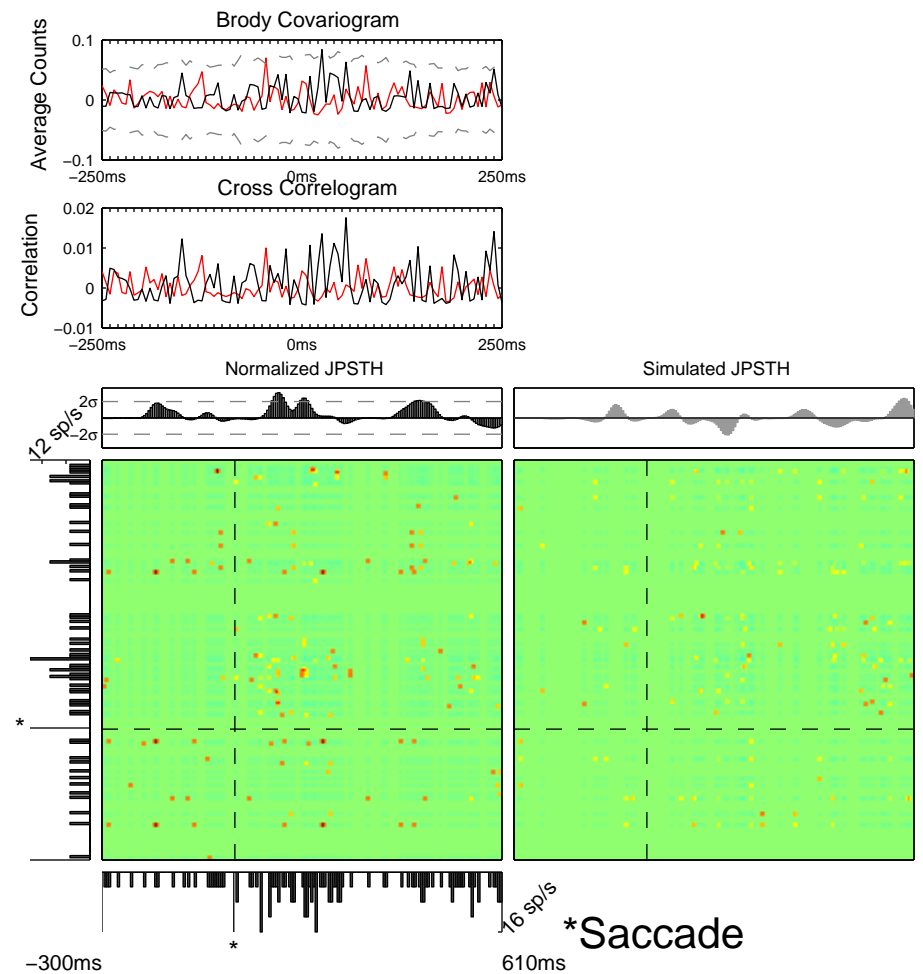 Brody Covariogram
Average Counts
0.1
0
−0.1
−250ms
0ms
250ms
Cross Correlogram
Correlation
0.02
0.01
0
−0.01
−250ms
0ms
250ms
Normalized JPSTH
Simulated JPSTH
2σ
−2σ
12 sp/s
*
*
16 sp/s
*Saccade
−300ms
610ms